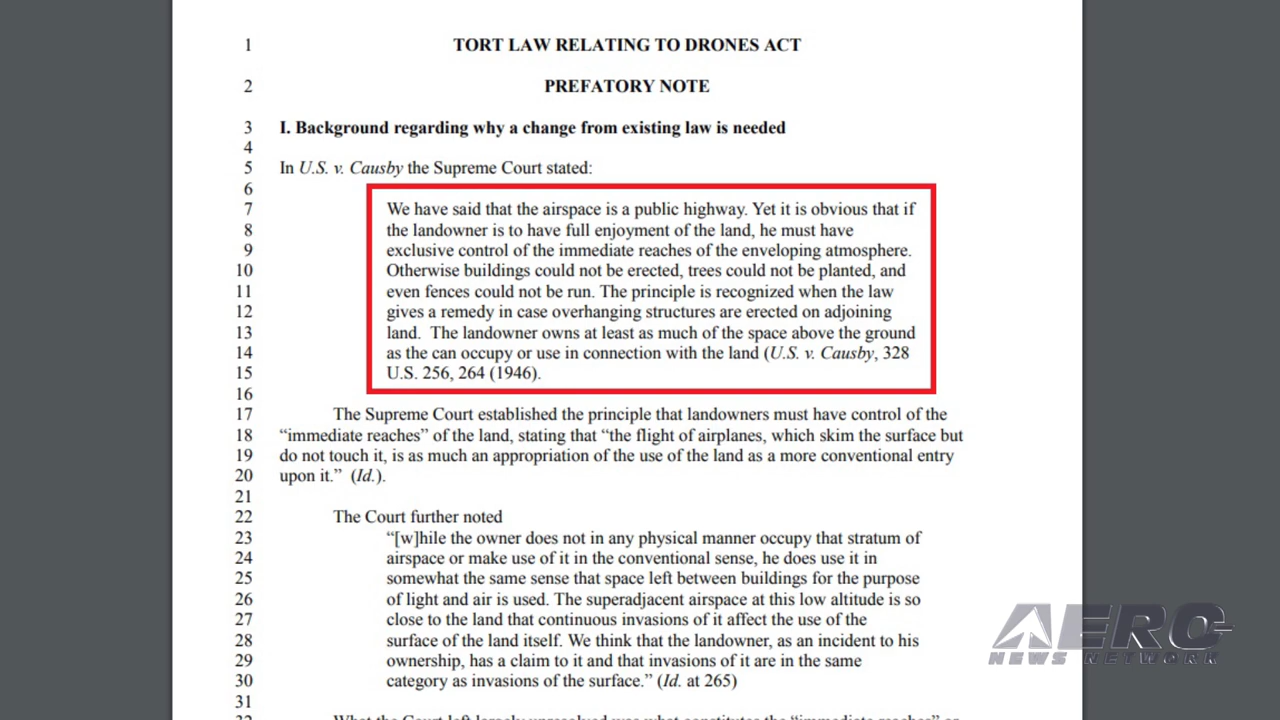 1 TORT LAW RELATING TO DRONES ACT
2 PREFATORY NOTE
3 I. Background regarding why a change from existing law is needed
4
5 In U.S. v. Causby the Supreme Court stated:
6
7 We have said that the airspace is a public highway. Yet it is obvious that if
8 the landowner is to have full enjoyment of the land, he must have
9 exclusive control of the immediate reaches of the enveloping atmosphere.
10 Otherwise buildings could not be erected, trees could not be planted, and
11 even fences could not be run. The principle is recognized when the law
12 gives a remedy in case overhanging structures are erected on adjoining
13 land. The landowner owns at least as much of the space above the ground
14 as the can occupy or use in connection with the land (U.S. v. Causby, 328
15 U.S. 256, 264 (1946).
16
17 The Supreme Court established the principle that landowners must have control of the
18 “immediate reaches” of the land, stating that “the flight of airplanes, which skim the surface but
19 do not touch it, is as much an appropriation of the use of the land as a more conventional entry
20 upon it.” (Id.).
21
22 The Court further noted
23 “[w]hile the owner does not in any physical manner occupy that stratum of
24 airspace or make use of it in the conventional sense, he does use it in
25 somewhat the same sense that space left between buildings for the purpose
26 of light and air is used. The superadjacent airspace at this low altitude is so
27 close to the land that continuous invasions of it affect the use of the
28 surface of the land itself. We think that the landowner, as an incident to his
29 ownership, has a claim to it and that invasions of it are in the same
30 category as invasions of the surface.” (Id. at 265)
31
32 What the Court left largely unresolved was what constitutes the “immediate reaches” or
AERO
NEWS NETWORK